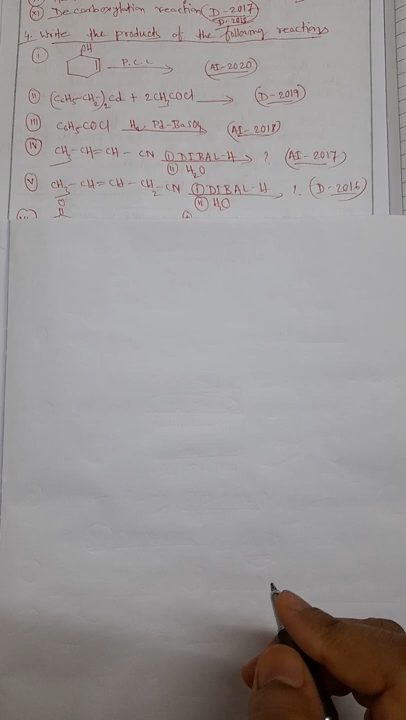 (xi) Decarboxylation reaction (D-2017
D-2015
4. Write the products of the following reactions
(i) OH P.C.C (AI-2020)
(ii) (C6H5-CH2)2Cd + 2CH3COCl → (D-2019)
(iii) C6H5COCl H2, Pd-BaSO4 (AI-2018)
(iv) CH3-CH=CH-CN (i) DIBAL-H ? (AI-2017)
(ii) H2O
(v) CH3-CH=CH-CH2-CN (i) DIBAL-H ? (D-2016)
(ii) H2O
O